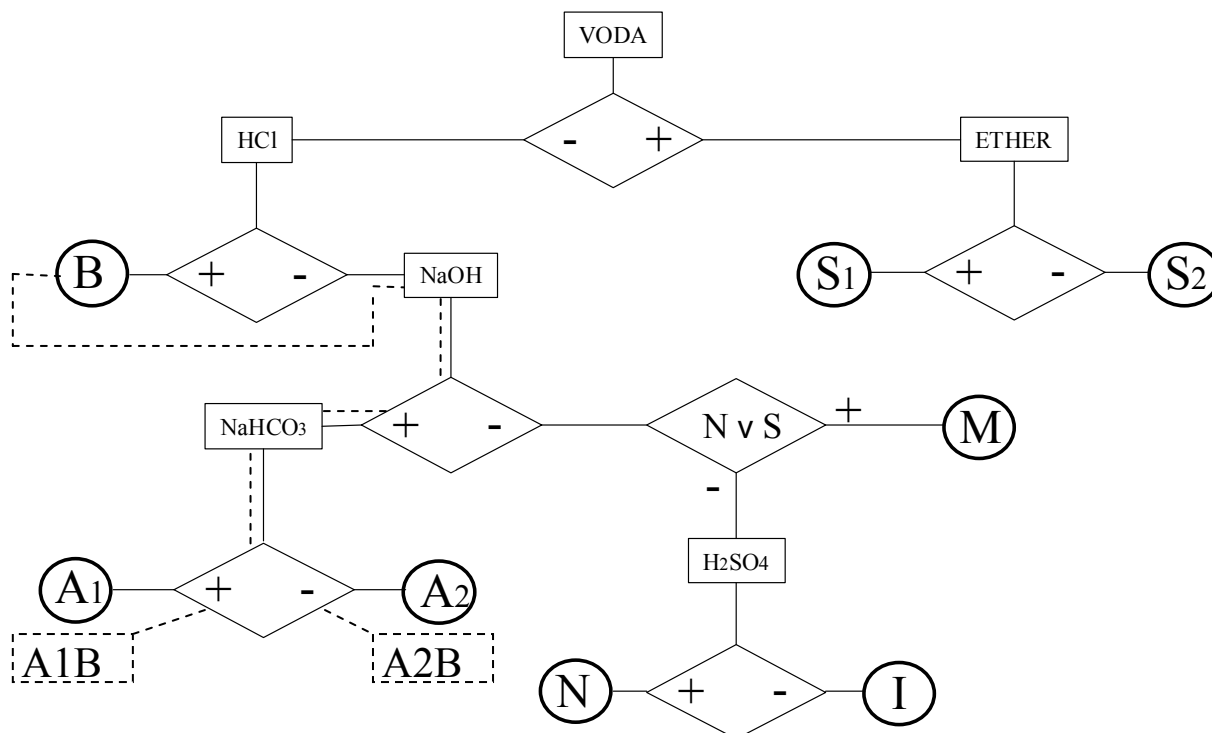 VODA
HCl
- +
ETHER
B
+ -
NaOH
S1
+ -
S2
NaHCO3
+ -
N v S
+
M
-
A1
+ -
A2
H2SO4
A1B
A2B
N
+ -
I